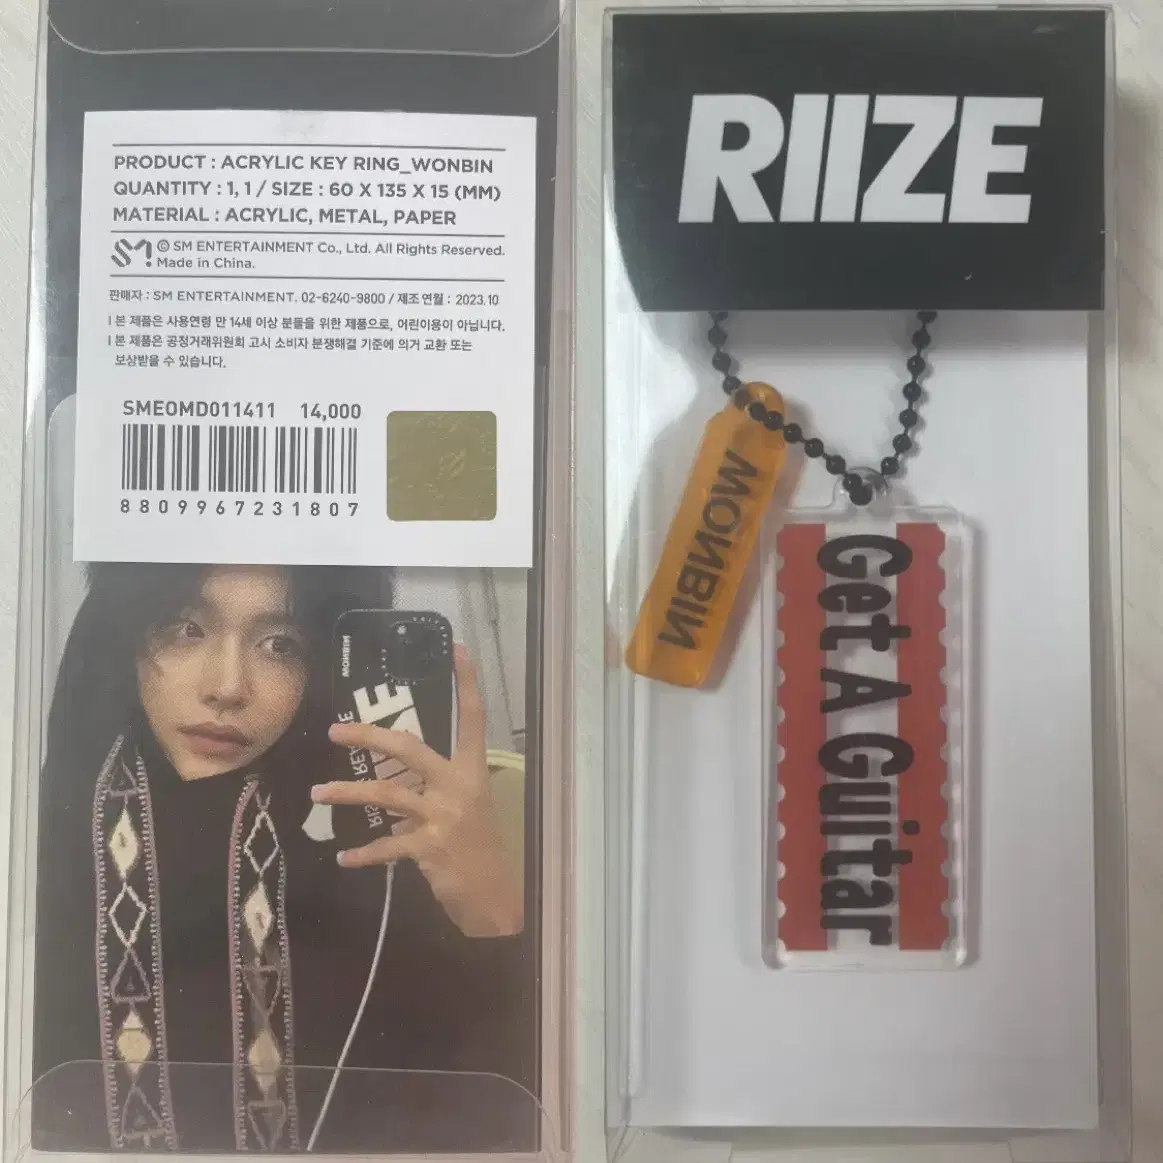 PRODUCT : ACRYLIC KEY RING_WONBIN
QUANTITY : 1, 1 / SIZE : 60 X 135 X 15 (MM)
MATERIAL : ACRYLIC, METAL, PAPER
SM
© SM ENTERTAINMENT Co., Ltd. All Rights Reserved.
Made in China.
판매자 : SM ENTERTAINMENT. 02-6240-9800 / 제조 연월 : 2023.10
| 본 제품은 사용연령 만 14세 이상 분들을 위한 제품으로, 어린이용이 아닙니다.
| 본 제품은 공정거래위원회 고시 소비자 분쟁해결 기준에 의거 교환 또는
보상받을 수 있습니다.
SMEOMD011411 14,000
8809967231807
WONBIN
RIIZE
WONBIN
Get A Guitar